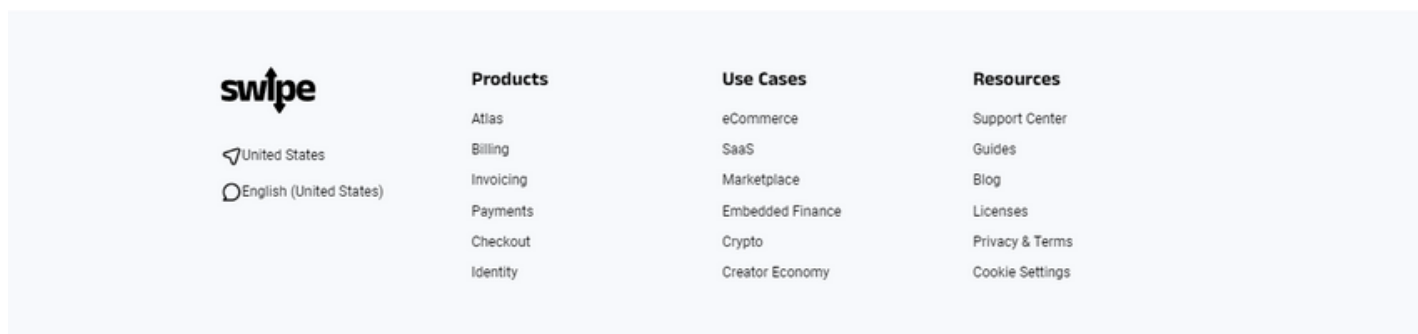 swipe
United States
English (United States)
Products
Atlas
Billing
Invoicing
Payments
Checkout
Identity
Use Cases
eCommerce
SaaS
Marketplace
Embedded Finance
Crypto
Creator Economy
Resources
Support Center
Guides
Blog
Licenses
Privacy & Terms
Cookie Settings